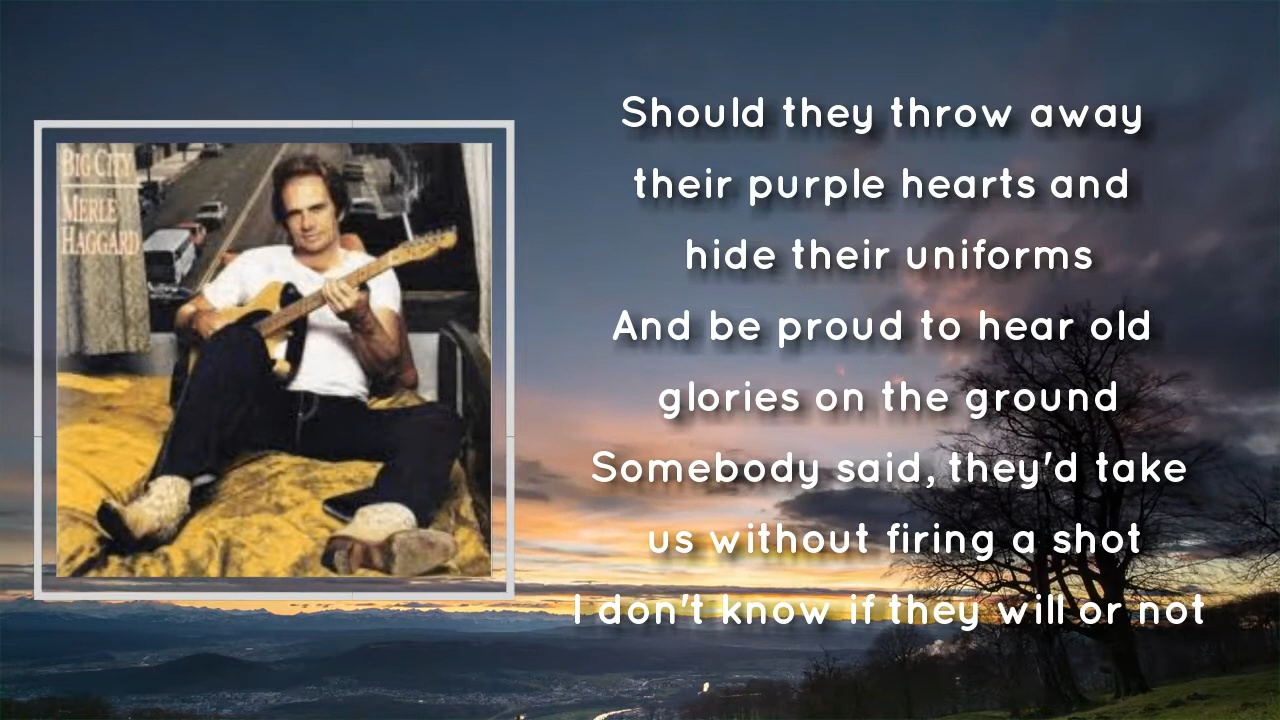 BIG CITY
MERLE
HAGGARD
Should they throw away
their purple hearts and
hide their uniforms
And be proud to hear old
glories on the ground
Somebody said, they'd take
us without firing a shot
I don't know if they will or not